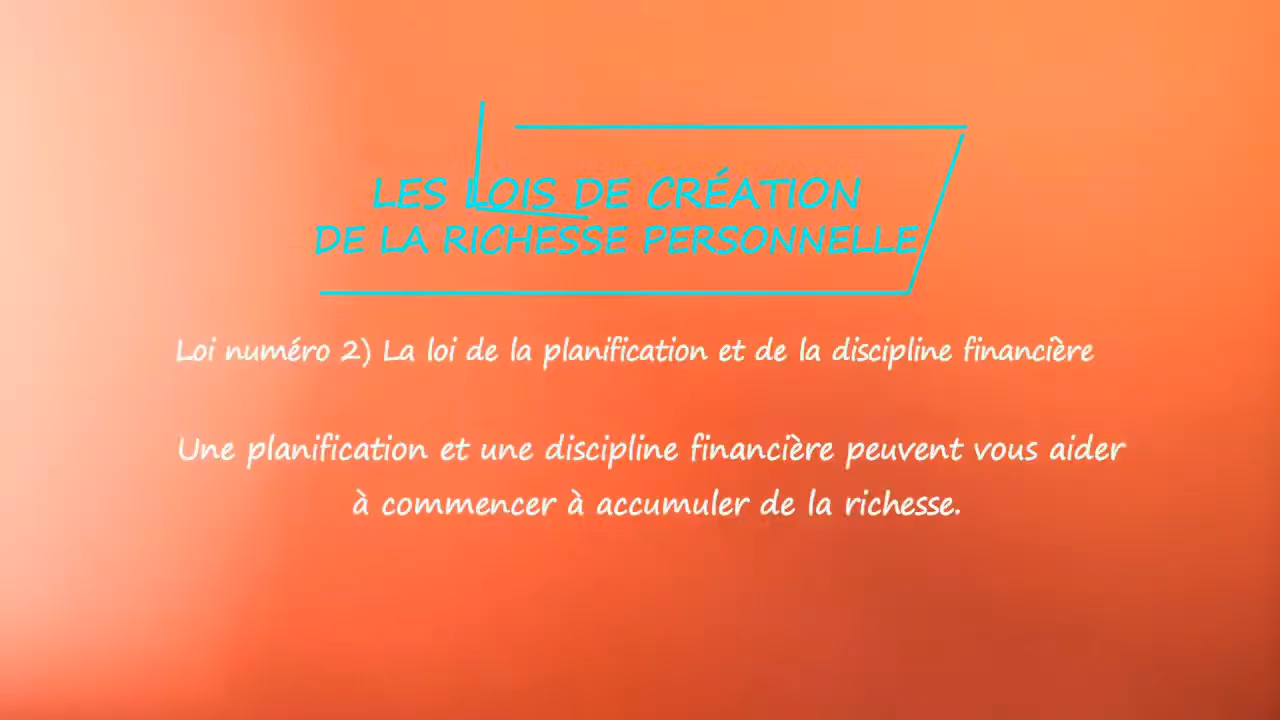 LES LOIS DE CRÉATION
DE LA RICHESSE PERSONNELLE
Loi numéro 2) La loi de la planification et de la discipline financière
Une planification et une discipline financière peuvent vous aider
à commencer à accumuler de la richesse.